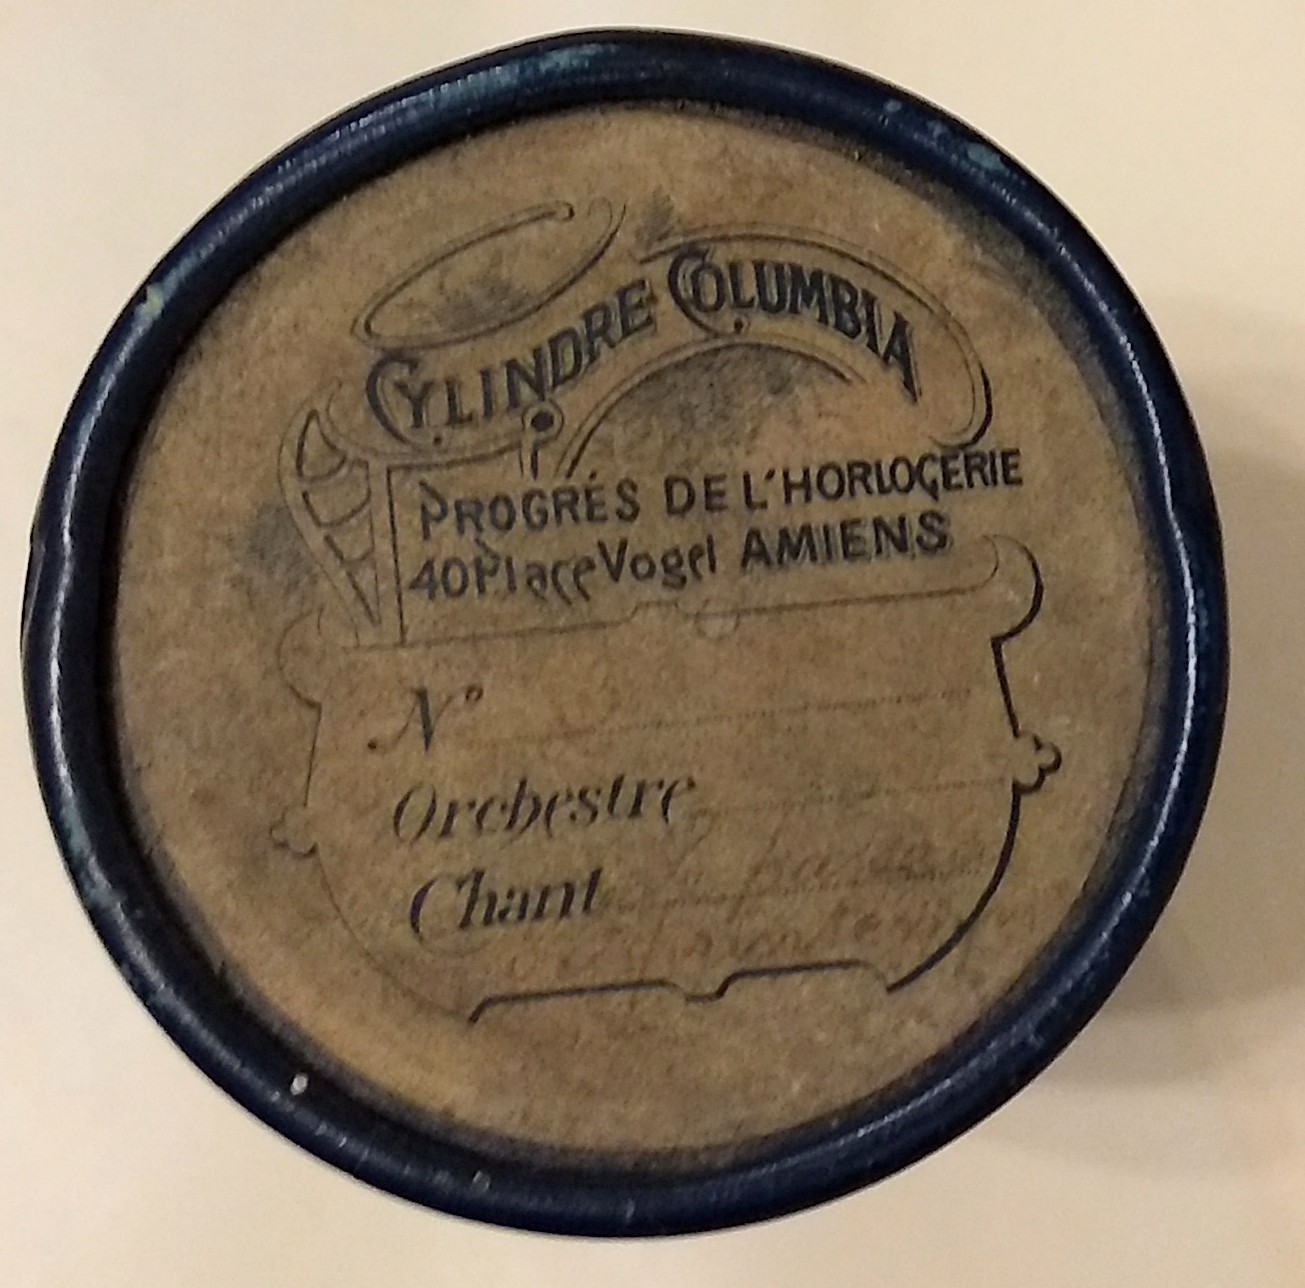 CYLINDRE COLUMBIA
PROGRÉS DE L'HORLOGERIE
40 Place Vogel AMIENS
N°
Orchestre
Chant